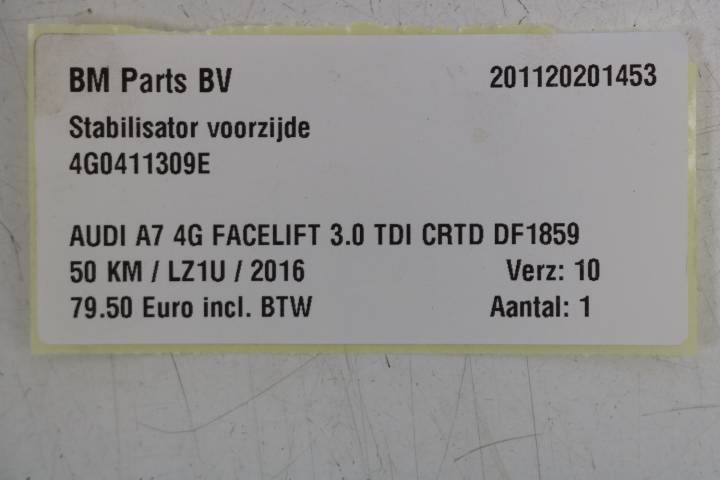 BM Parts BV 201120201453
Stabilisator voorzijde
4G0411309E
AUDI A7 4G FACELIFT 3.0 TDI CRTD DF1859
50 KM / LZ1U / 2016 Verz: 10
79.50 Euro incl. BTW Aantal: 1